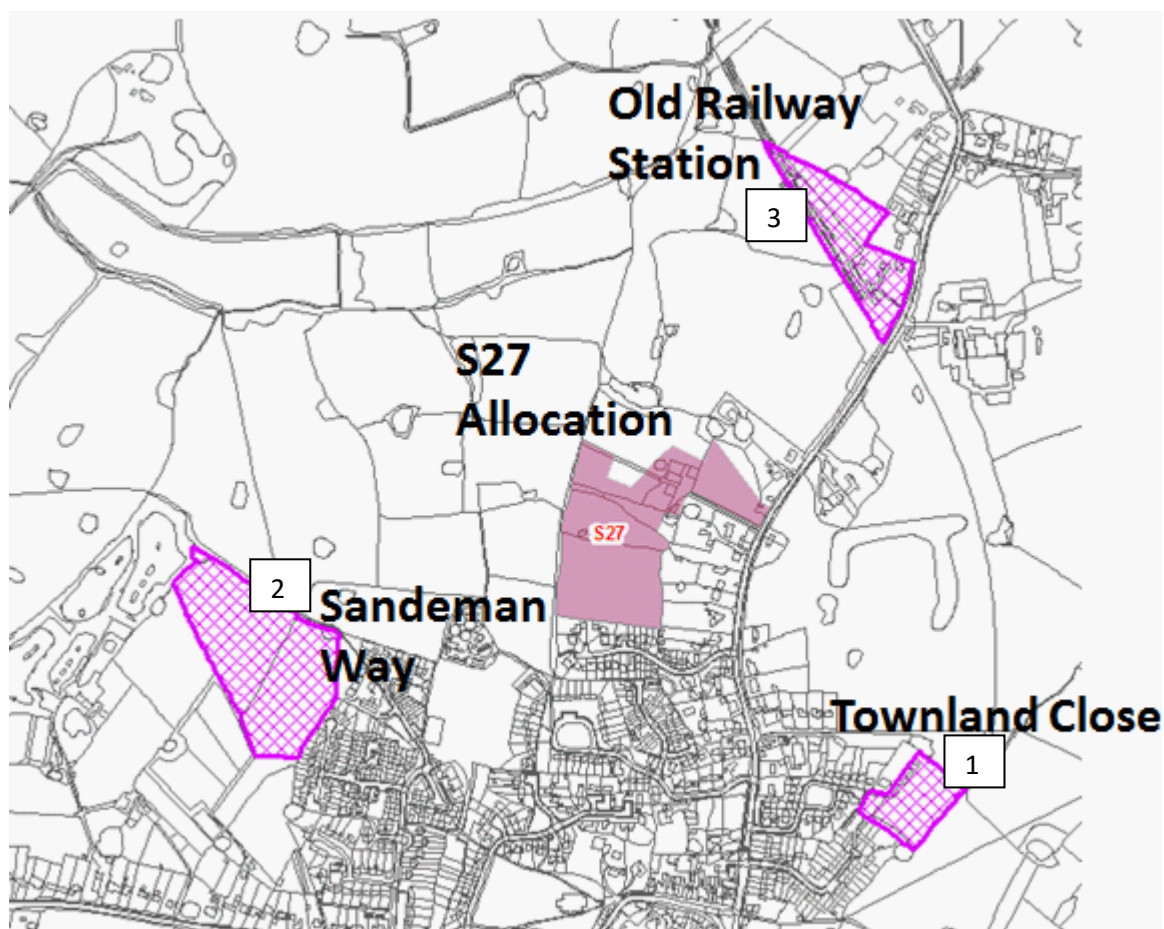 Old Railway
Station
3
S27
Allocation
S27
2
Sandeman
Way
Townland Close
1